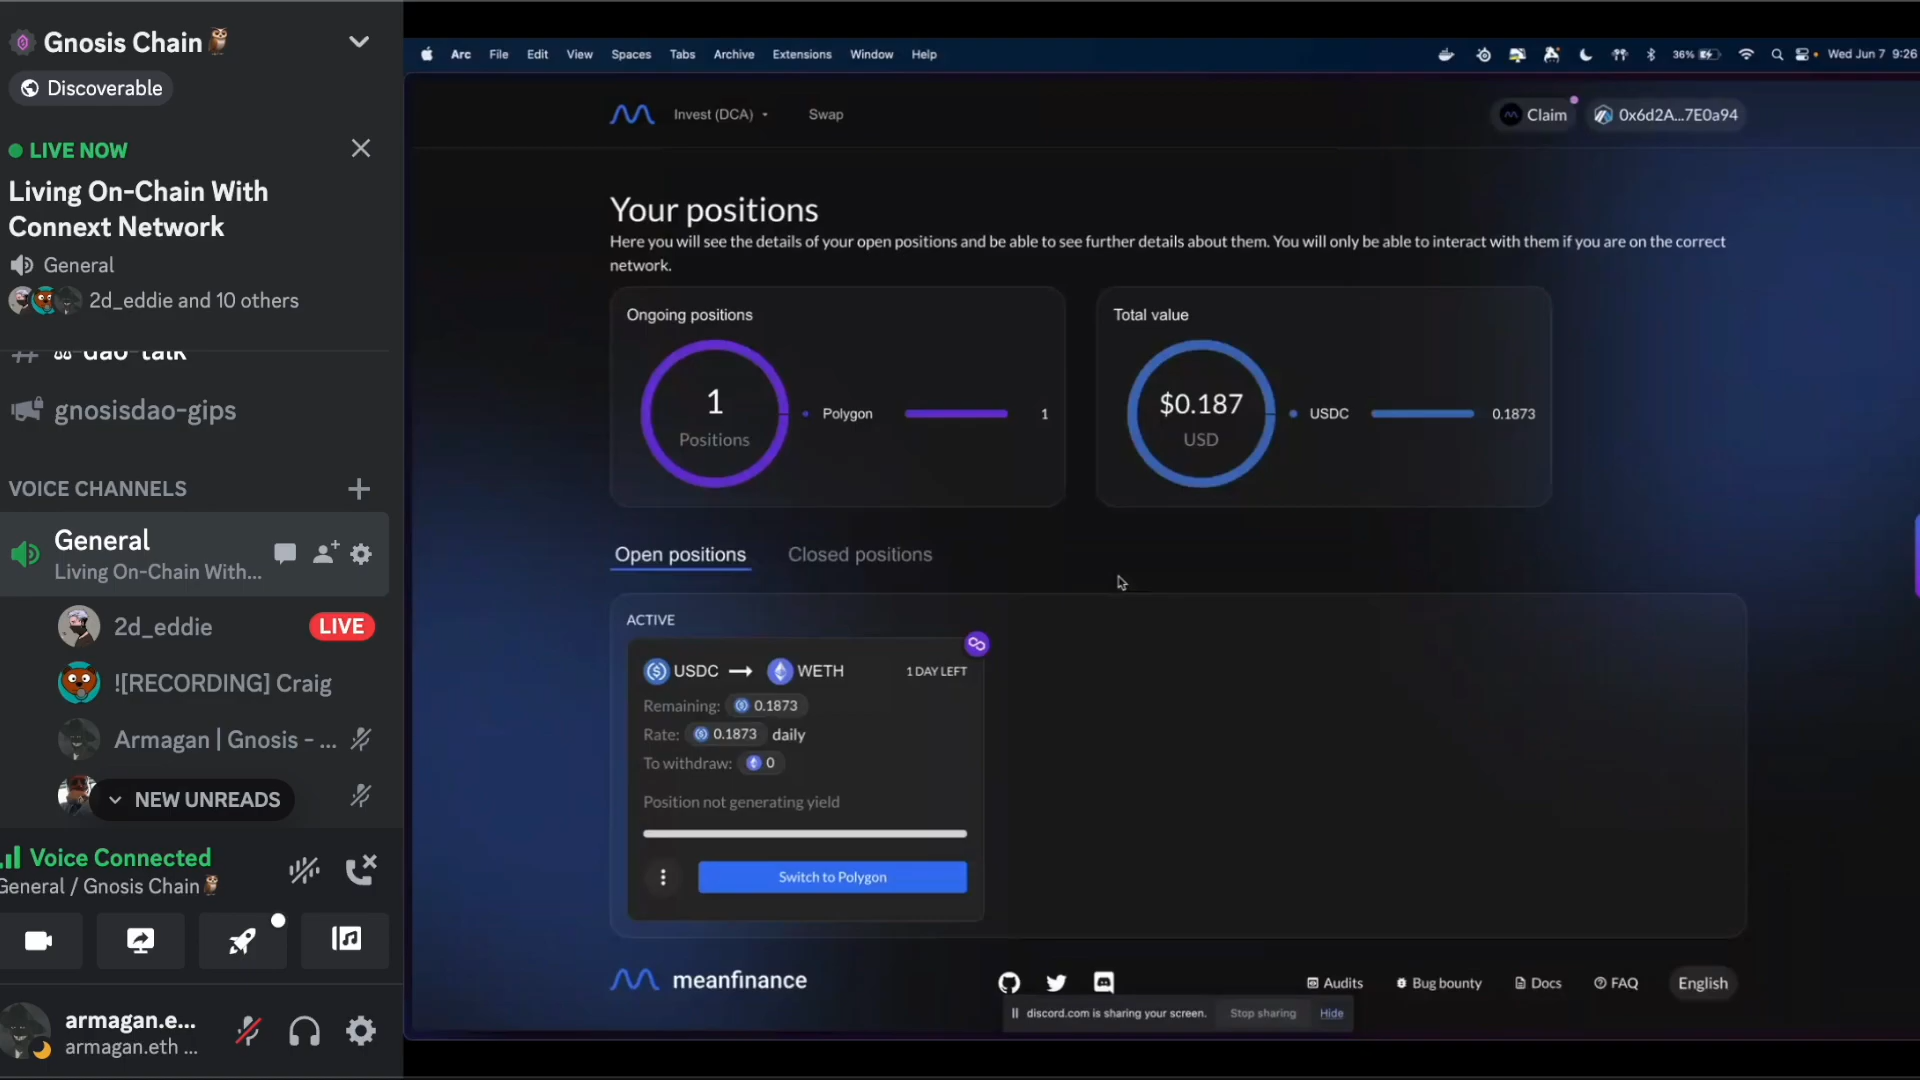 Gnosis Chain
Discoverable
LIVE NOW
Living On-Chain With
Connext Network
General
2d_eddie and 10 others
dao-talk
gnosisdao-gips
VOICE CHANNELS
General
Living On-Chain With...
2d_eddie
LIVE
![RECORDING] Craig
Armagan | Gnosis - ...
NEW UNREADS
Voice Connected
General / Gnosis Chain
armagan.e...
armagan.eth ...
Arc File Edit View Spaces Tabs Archive Extensions Window Help
36% Wed Jun 7 9:26
Invest (DCA) Swap
Claim 0x6d2A...7E0a94
Your positions
Here you will see the details of your open positions and be able to see further details about them. You will only be able to interact with them if you are on the correct
network.
Ongoing positions
1
Positions
Polygon 1
Total value
$0.187
USD
USDC 0.1873
Open positions Closed positions
ACTIVE
USDC → WETH 1 DAY LEFT
Remaining: 0.1873
Rate: 0.1873 daily
To withdraw: 0
Position not generating yield
Switch to Polygon
meanfinance
Audits Bug bounty Docs FAQ English
discord.com is sharing your screen. Stop sharing Hide